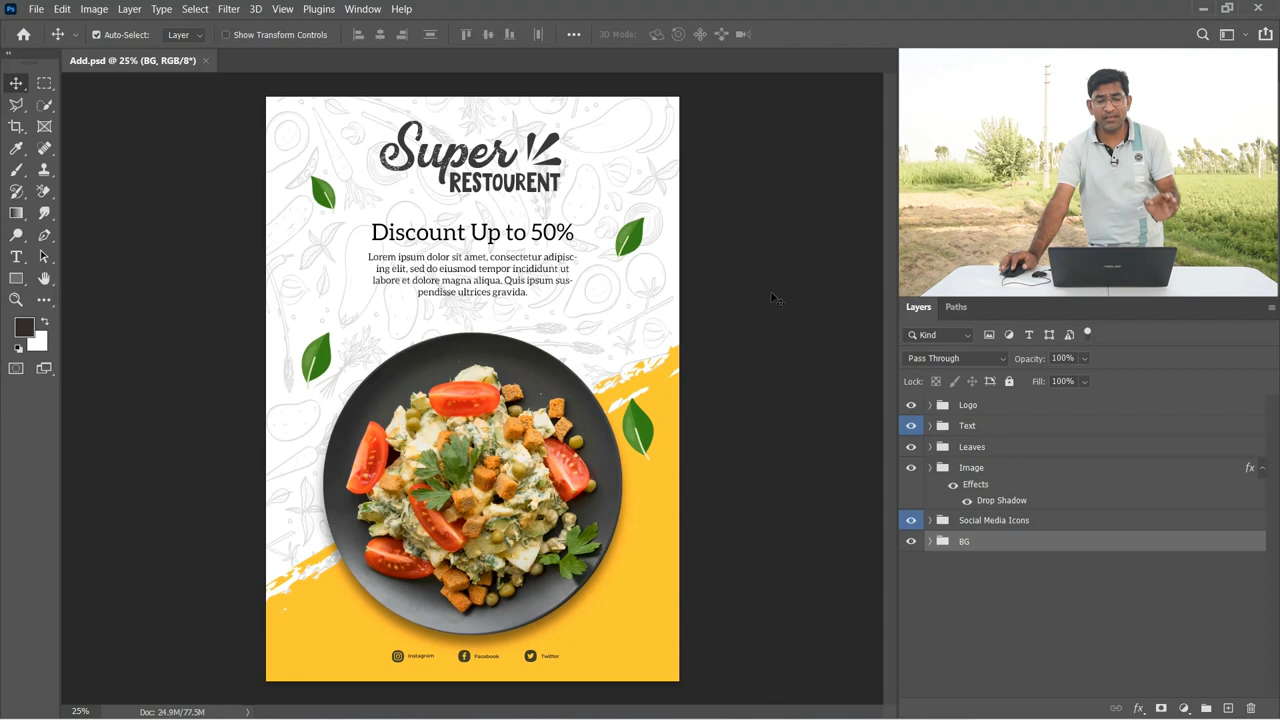 Ps File Edit Image Layer Type Select Filter 3D View Plugins Window Help
Auto-Select: Layer Show Transform Controls 3D Mode:
Add.psd @ 25% (BG, RGB/8*)
Super
RESTOURENT
Discount Up to 50%
Lorem ipsum dolor sit amet, consectetur adipisc-
ing elit, sed do eiusmod tempor incididunt ut
labore et dolore magna aliqua. Quis ipsum sus-
pendisse ultrices gravida.
Instagram Facebook Twitter
25% Doc: 24.9M/77.5M
ASUS
Layers Paths
Kind
Pass Through Opacity: 100%
Lock: Fill: 100%
Logo
Text
Leaves
Image fx
Effects
Drop Shadow
Social Media Icons
BG
fx